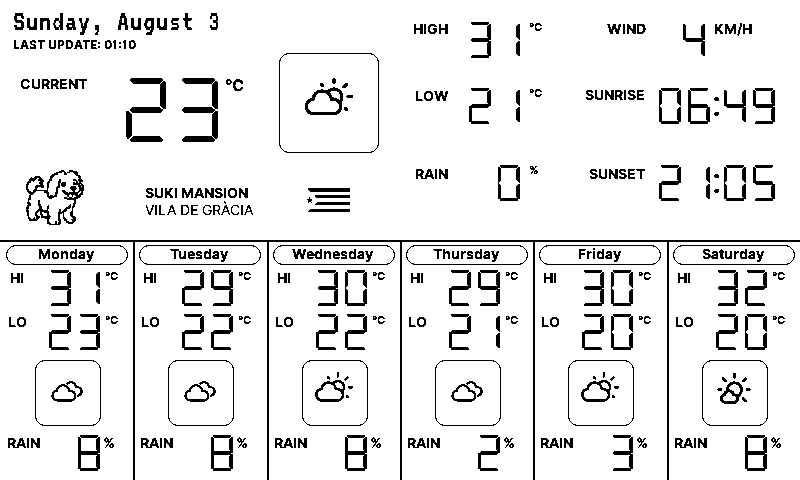 Sunday, August 3
LAST UPDATE: 01:10
CURRENT 23 °C
SUKI MANSION
VILA DE GRÀCIA
HIGH 31 °C
LOW 21 °C
RAIN 0 %
WIND 4 KM/H
SUNRISE 06:49
SUNSET 21:05
Monday
HI 31 °C
LO 23 °C
RAIN 8 %
Tuesday
HI 29 °C
LO 22 °C
RAIN 8 %
Wednesday
HI 30 °C
LO 22 °C
RAIN 8 %
Thursday
HI 29 °C
LO 21 °C
RAIN 2 %
Friday
HI 30 °C
LO 20 °C
RAIN 3 %
Saturday
HI 32 °C
LO 20 °C
RAIN 8 %